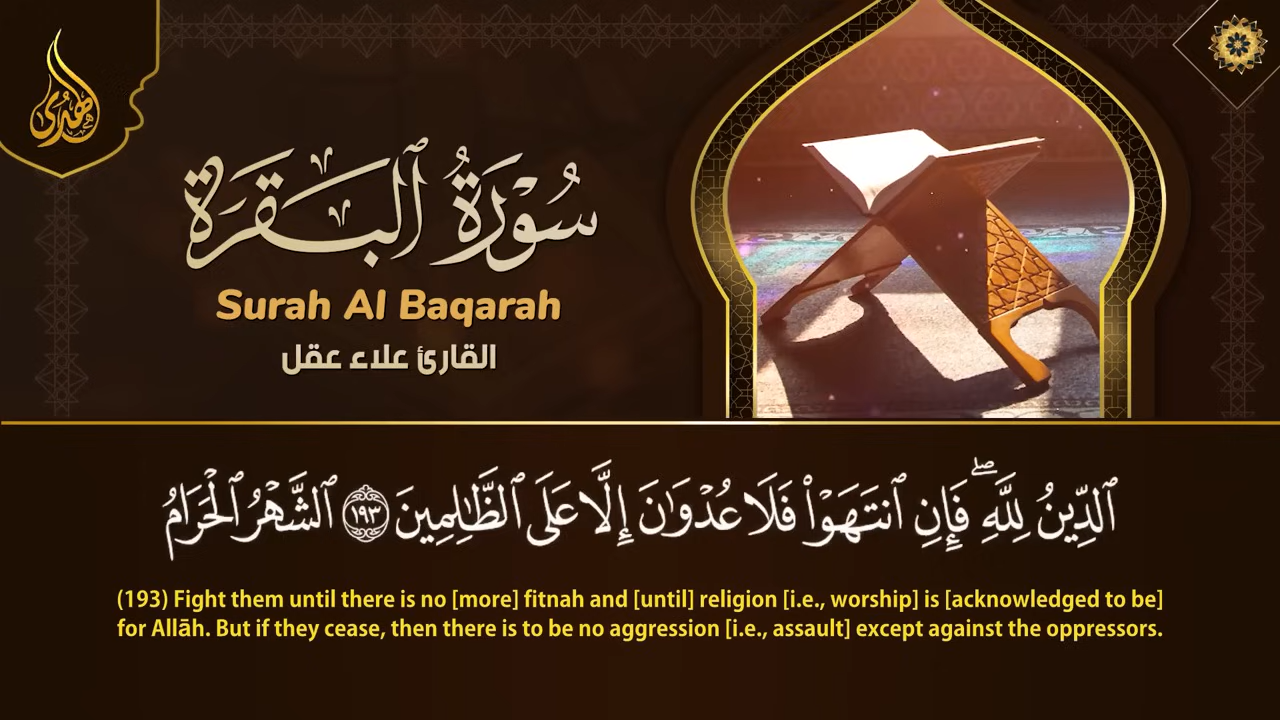 الهدى
سُورَةُ ٱلْبَقَرَةِ
Surah Al Baqarah
القارئ علاء عقل
ٱلدِّينُ لِلَّهِۖ فَإِنِ ٱنتَهَوْا۟ فَلَا عُدْوَٰنَ إِلَّا عَلَى ٱلظَّٰلِمِينَ ١٩٣ ٱلشَّهْرُ ٱلْحَرَامُ
(193) Fight them until there is no [more] fitnah and [until] religion [i.e., worship] is [acknowledged to be]
for Allāh. But if they cease, then there is to be no aggression [i.e., assault] except against the oppressors.